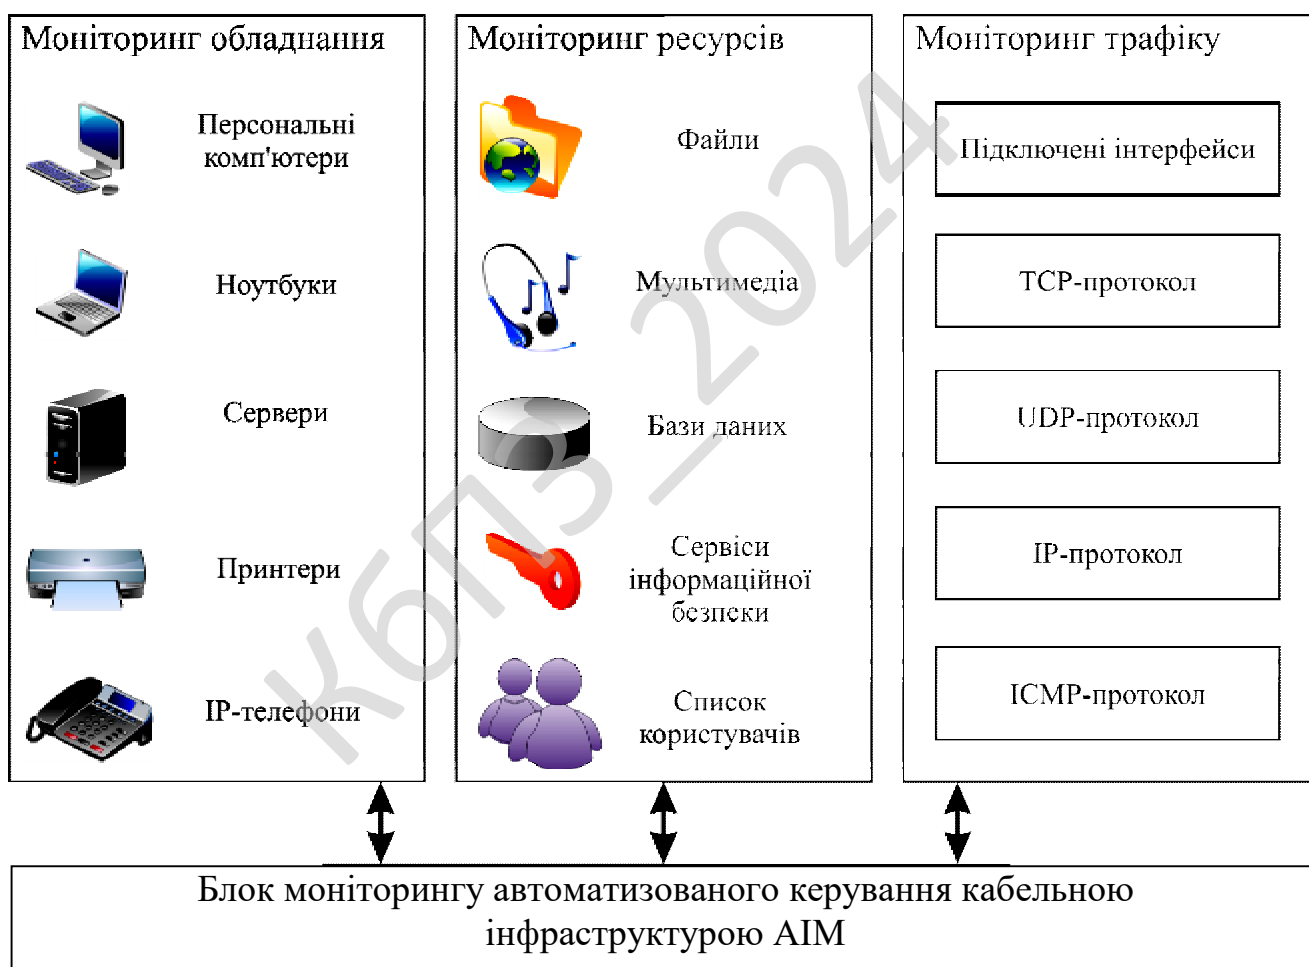 Моніторинг обладнання
Персональні
комп'ютери
Ноутбуки
Сервери
Принтери
IP-телефони
Моніторинг ресурсів
Файли
Мультимедіа
Бази даних
Сервіси
інформаційної
безпеки
Список
користувачів
Моніторинг трафіку
Підключені інтерфейси
TCP-протокол
UDP-протокол
IP-протокол
ICMP-протокол
Блок моніторингу автоматизованого керування кабельною
інфраструктурою AIM
КбПЗ_2024